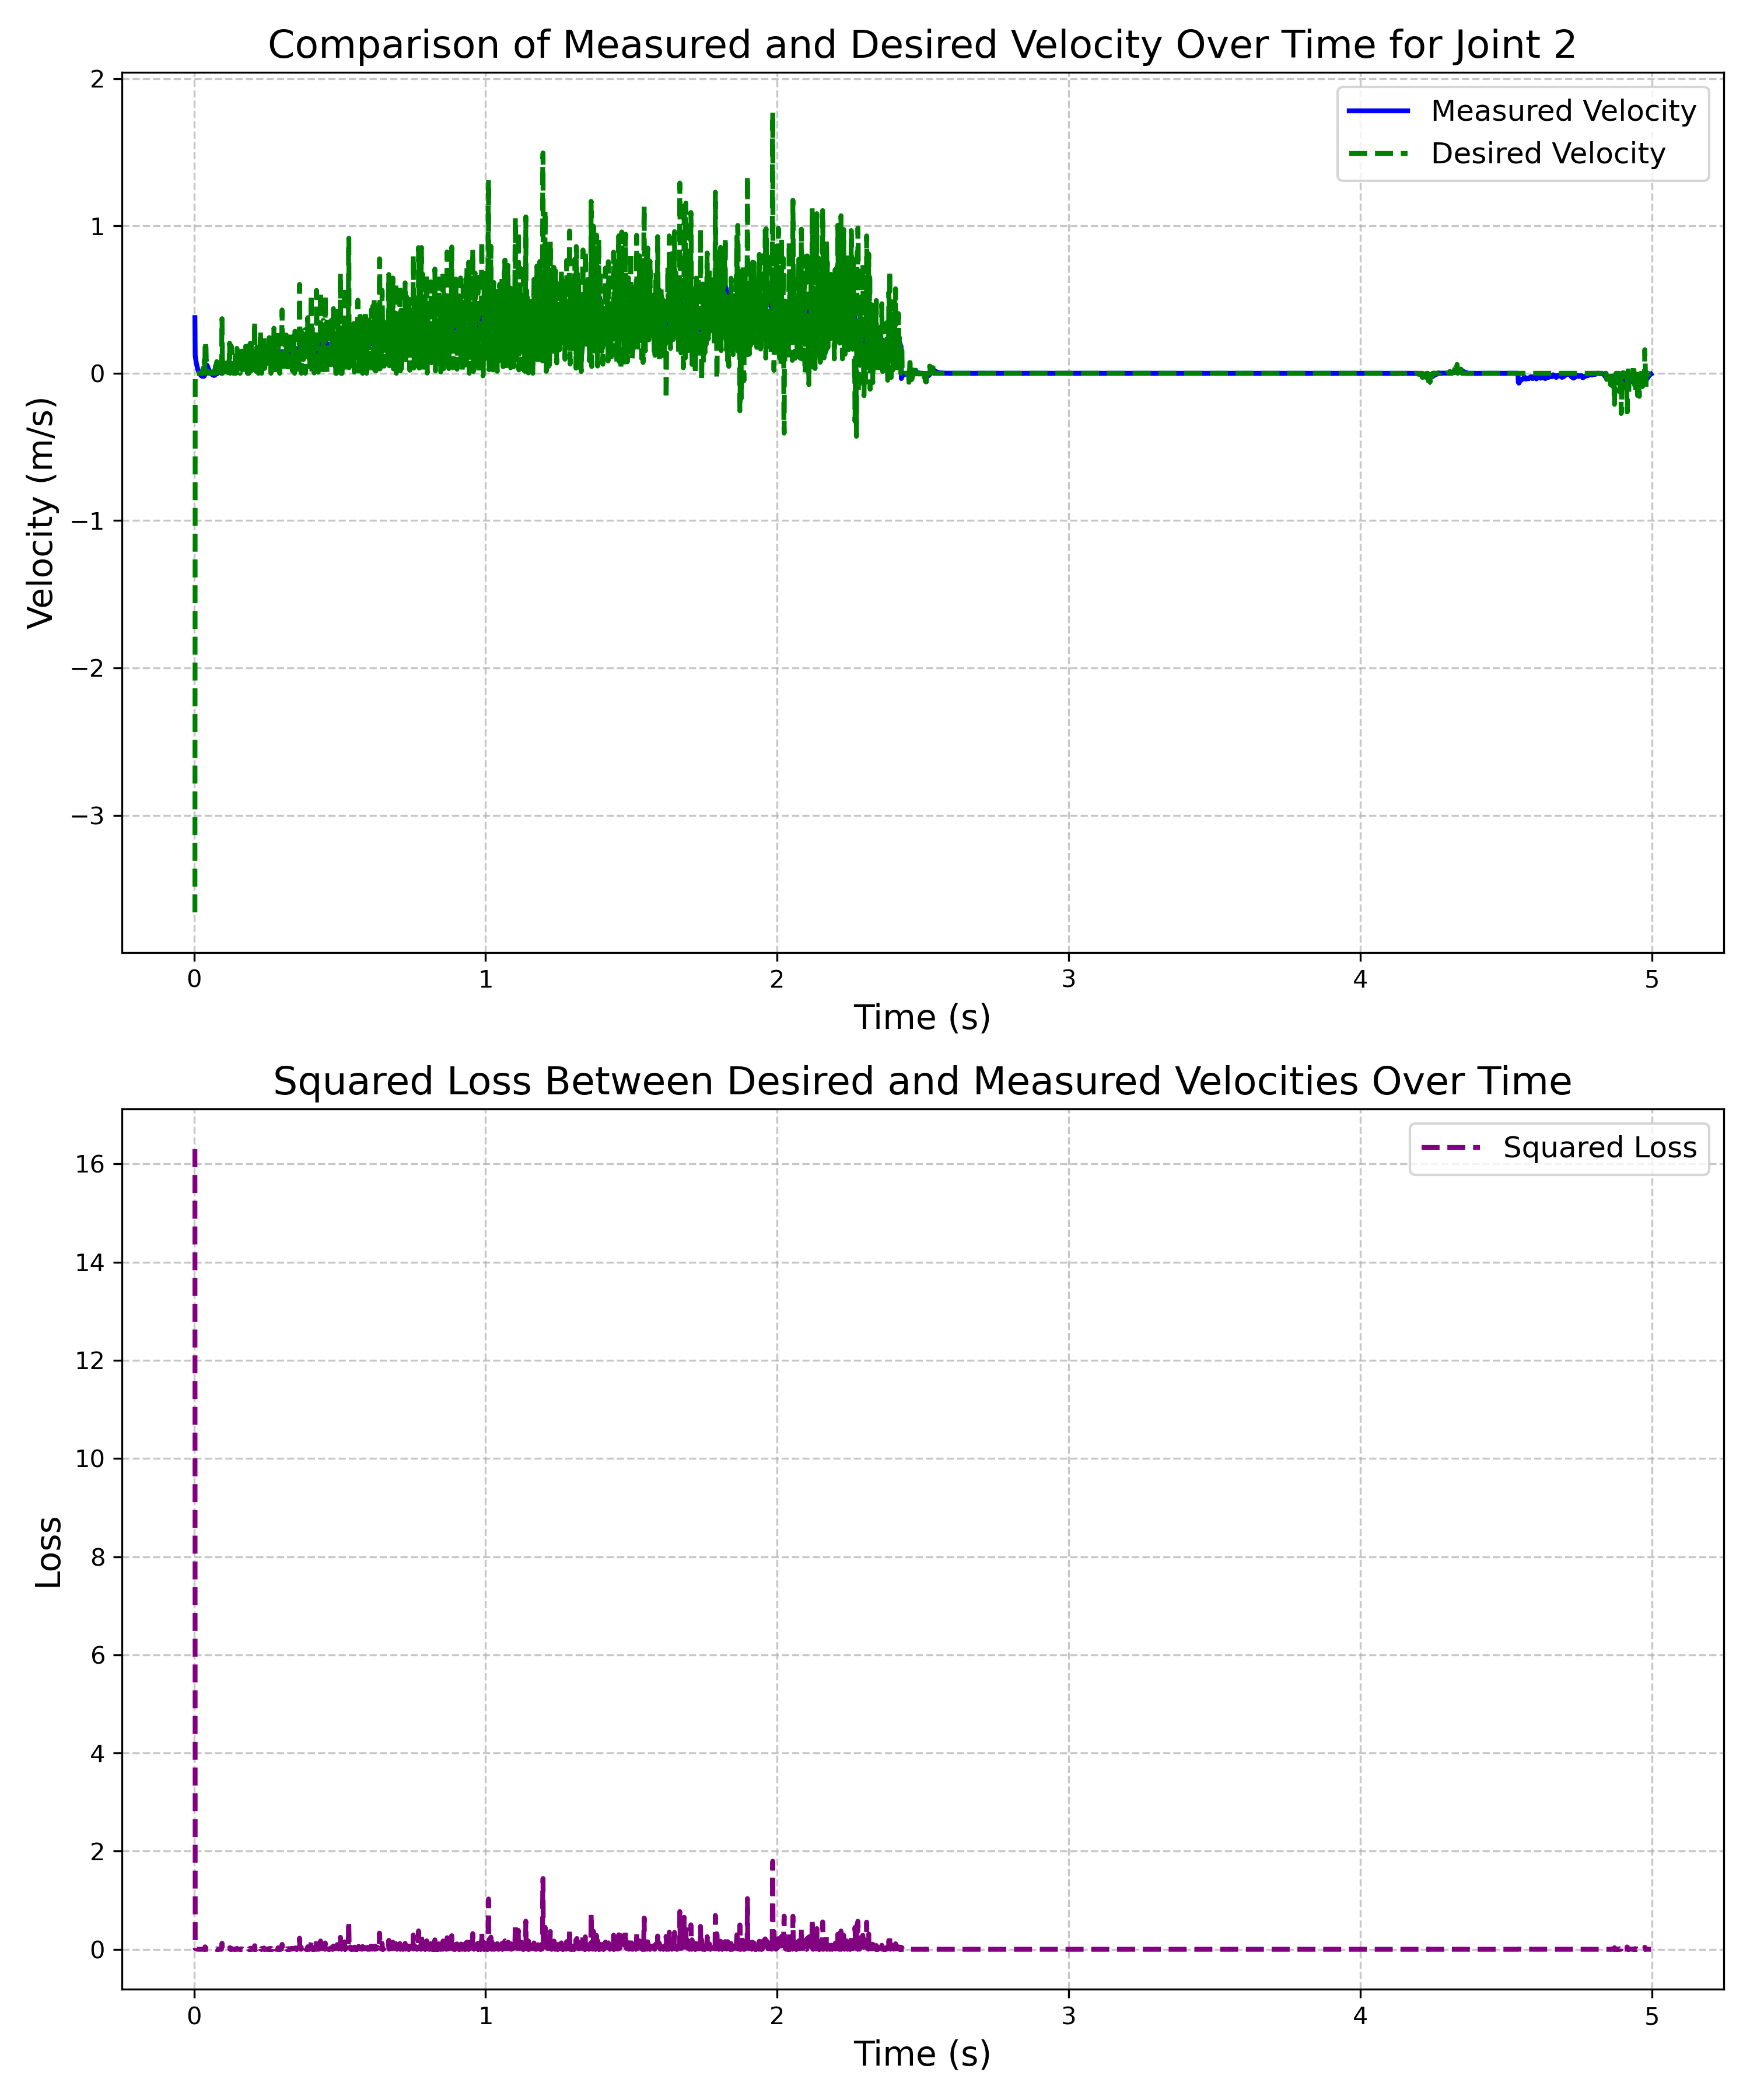 Comparison of Measured and Desired Velocity Over Time for Joint 2
2
1
0
−1
−2
−3
Velocity (m/s)
Measured Velocity
Desired Velocity
0 1 2 3 4 5
Time (s)
Squared Loss Between Desired and Measured Velocities Over Time
16
14
12
10
8
6
4
2
0
Loss
Squared Loss
0 1 2 3 4 5
Time (s)